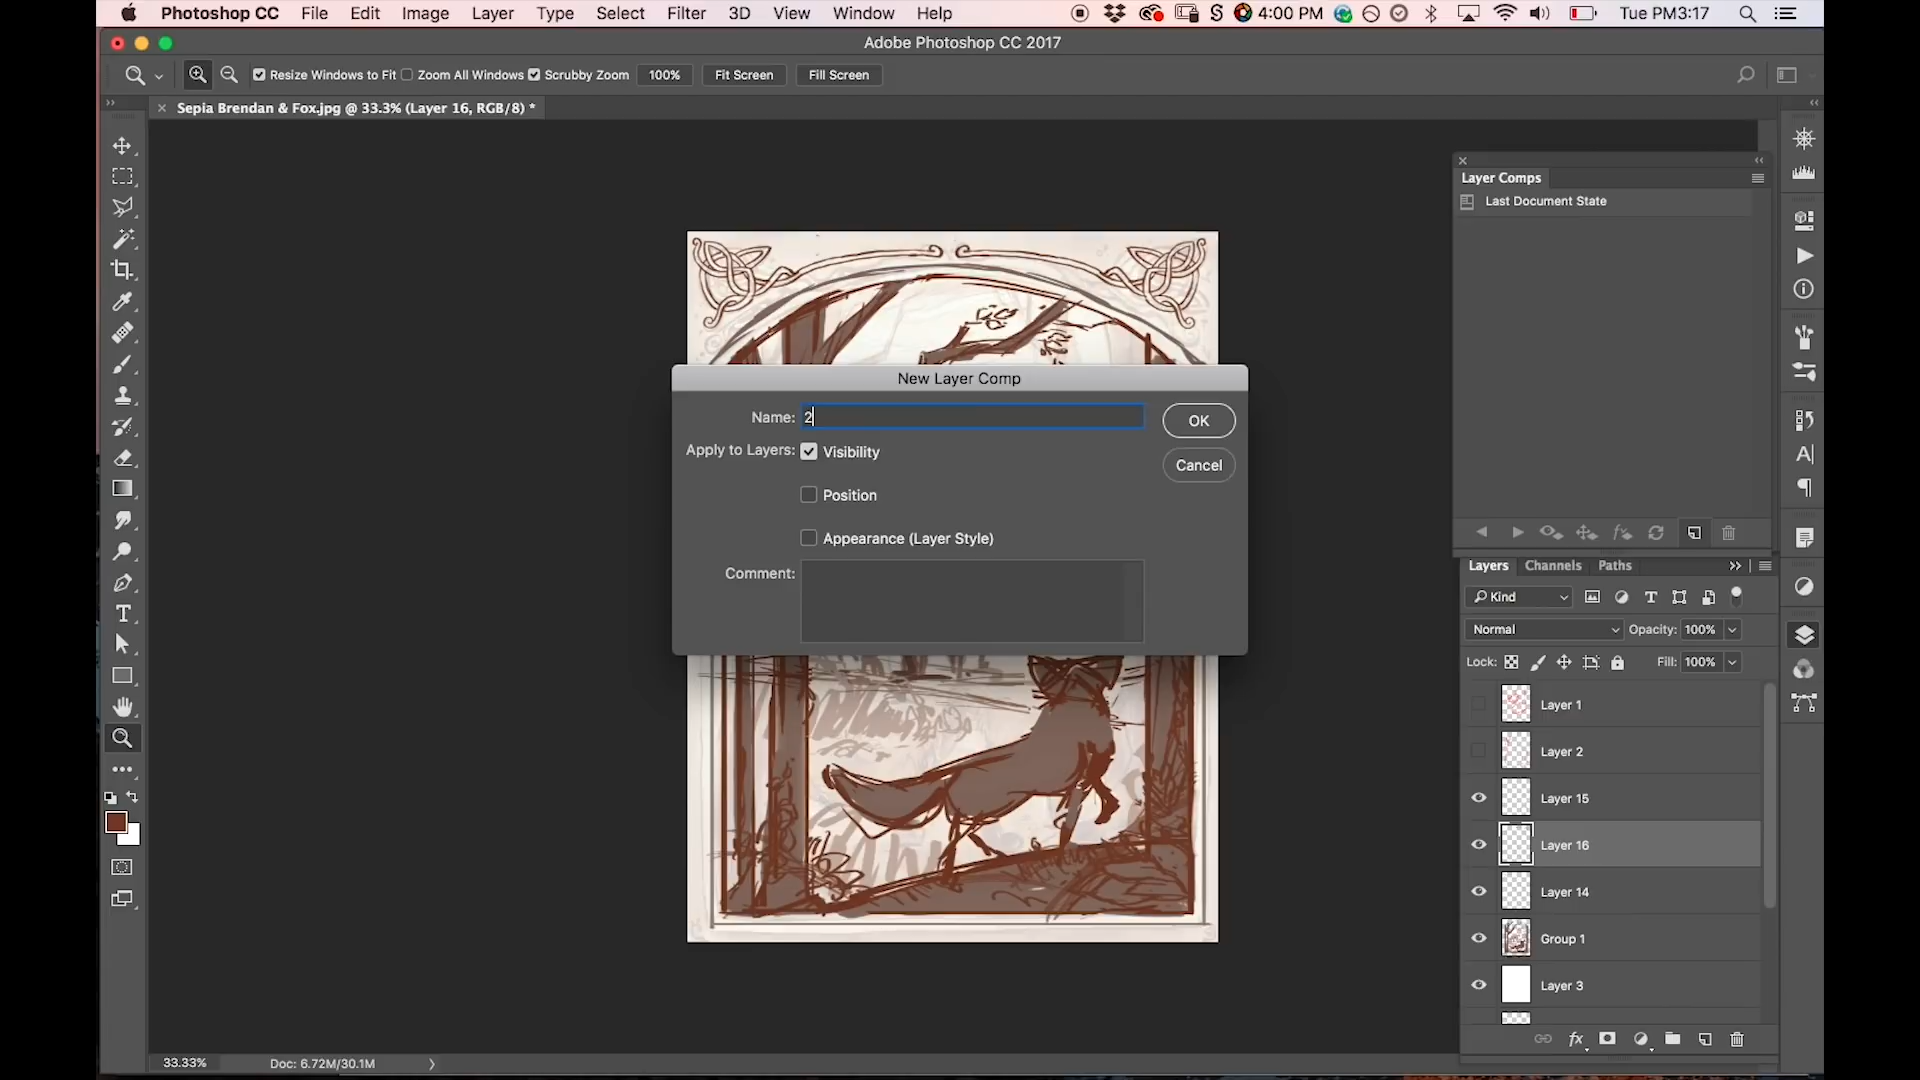 Photoshop CC File Edit Image Layer Type Select Filter 3D View Window Help 4:00 PM Tue PM3:17
Adobe Photoshop CC 2017
Resize Windows to Fit Zoom All Windows Scrubby Zoom 100% Fit Screen Fill Screen
Sepia Brendan & Fox.jpg @ 33.3% (Layer 16, RGB/8) *
Layer Comps
Last Document State
New Layer Comp
Name: 2
OK
Apply to Layers: Visibility
Cancel
Position
Appearance (Layer Style)
Comment:
Layers Channels Paths
Kind
Normal Opacity: 100%
Lock: Fill: 100%
Layer 1
Layer 2
Layer 15
Layer 16
Layer 14
Group 1
Layer 3
33.33% Doc: 6.72M/30.1M